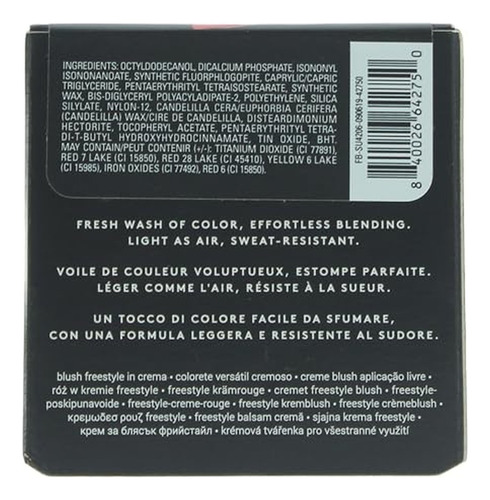 INGREDIENTS: OCTYLDODECANOL, DICALCIUM PHOSPHATE, ISONONYL
ISONONANOATE, SYNTHETIC FLUORPHLOGOPITE, CAPRYLIC/CAPRIC
TRIGLYCERIDE, PENTAERYTHRITYL TETRAISOSTEARATE, SYNTHETIC
WAX, BIS-DIGLYCERYL POLYACYLADIPATE-2, POLYETHYLENE, SILICA
SILYLATE, NYLON-12, CANDELILLA CERA/EUPHORBIA CERIFERA
(CANDELILLA) WAX/CIRE DE CANDELILLA, DISTEARDIMONIUM
HECTORITE, TOCOPHERYL ACETATE, PENTAERYTHRITYL TETRA-
DI-T-BUTYL HYDROXYHYDROCINNAMATE, TIN OXIDE, BHT,
MAY CONTAIN/PEUT CONTENIR (+/-): TITANIUM DIOXIDE (CI 77891),
RED 7 LAKE (CI 15850), RED 28 LAKE (CI 45410), YELLOW 6 LAKE
(CI 15985), IRON OXIDES (CI 77492), RED 6 (CI 15850).
FB-SU4206-090619-42750
8 40026 64275 0
FRESH WASH OF COLOR, EFFORTLESS BLENDING.
LIGHT AS AIR, SWEAT-RESISTANT.
VOILE DE COULEUR VOLUPTUEUX, ESTOMPE PARFAITE.
LÉGER COMME L'AIR, RÉSISTE À LA SUEUR.
UN TOCCO DI COLORE FACILE DA SFUMARE,
CON UNA FORMULA LEGGERA E RESISTENTE AL SUDORE.
blush freestyle in crema • colorete versátil cremoso • creme blush aplicação livre •
róż w kremie freestyle • freestyle krämrouge • cremet freestyle blush • freestyle-
poskipunavoide • freestyle-creme-rouge • freestyle kremblush • freestyle crèmeblush •
κρεμώδες ρουζ freestyle • freestyle balsam cremă • sjajna krema freestyle •
крем за блясък фрийстайл • krémová tvářenka pro všestranné využití